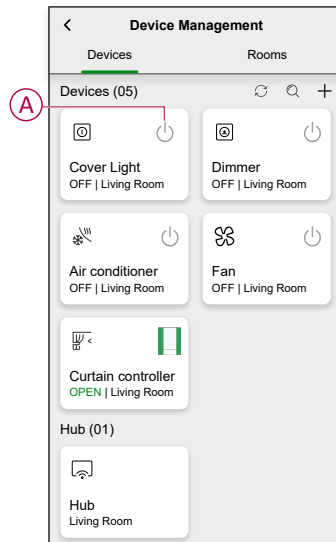 Device Management
Devices Rooms
Devices (05)
A
Cover Light
OFF | Living Room
Dimmer
OFF | Living Room
Air conditioner
OFF | Living Room
Fan
OFF | Living Room
Curtain controller
OPEN | Living Room
Hub (01)
Hub
Living Room